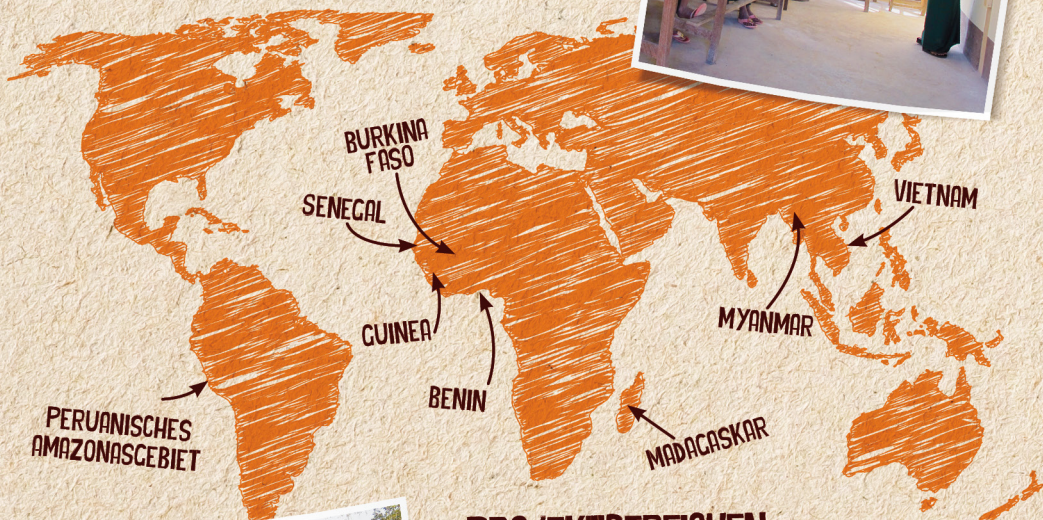 BURKINA
FASO
SENEGAL
VIETNAM
GUINEA
MYANMAR
BENIN
PERUANISCHES
AMAZONASGEBIET
MADAGASKAR